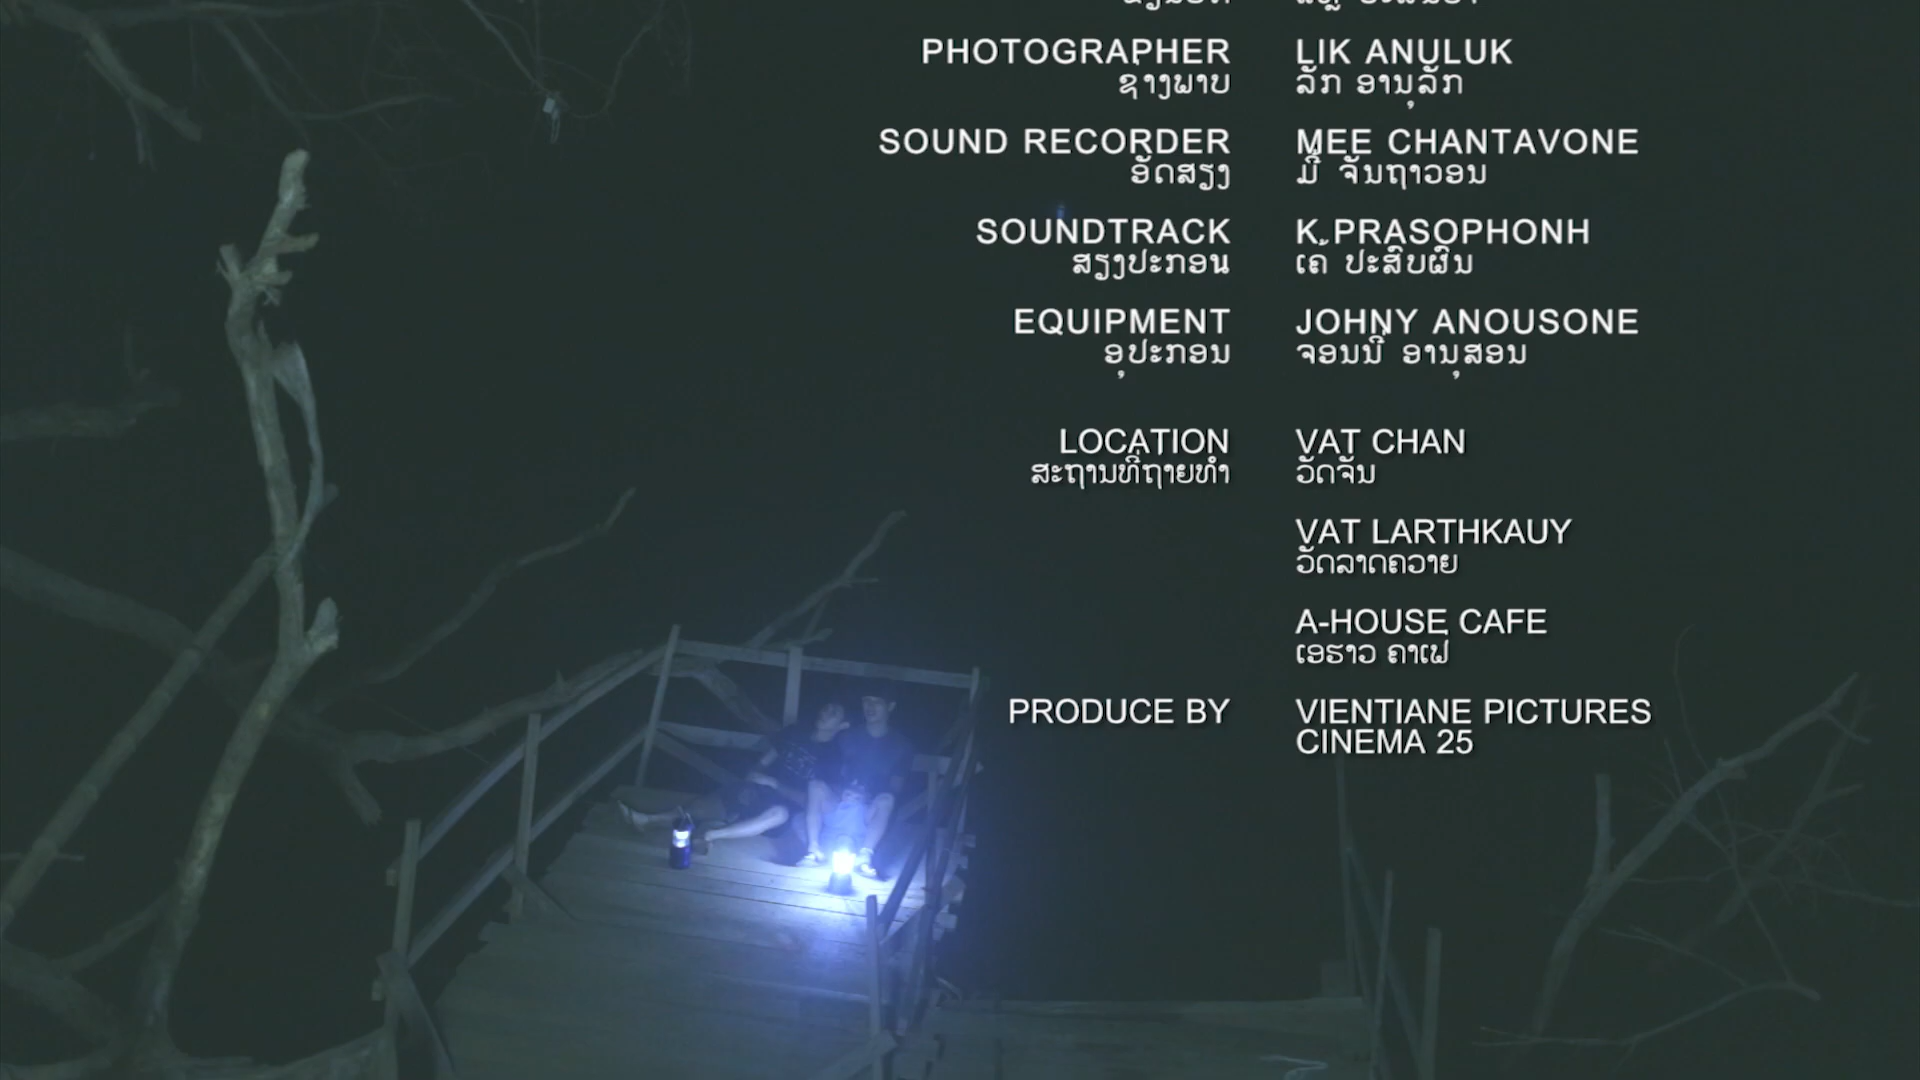 PHOTOGRAPHER LIK ANULUK
ຊ່າງພາບ ລັກ ອານຸລັກ
SOUND RECORDER MEE CHANTAVONE
ອັດສຽງ ມີ່ ຈັນຖາວອນ
SOUNDTRACK K.PRASOPHONH
ສຽງປະກອນ ເຄ້ ປະສົບຜົນ
EQUIPMENT JOHNY ANOUSONE
ອຸປະກອນ ຈອນນີ່ ອານຸສອນ
LOCATION VAT CHAN
ສະຖານທີ່ຖ່າຍທຳ ວັດຈັນ
VAT LARTHKAUY
ວັດລາດຄວາຍ
A-HOUSE CAFE
ເອຮາວ ຄາເຟ່
PRODUCE BY VIENTIANE PICTURES
CINEMA 25